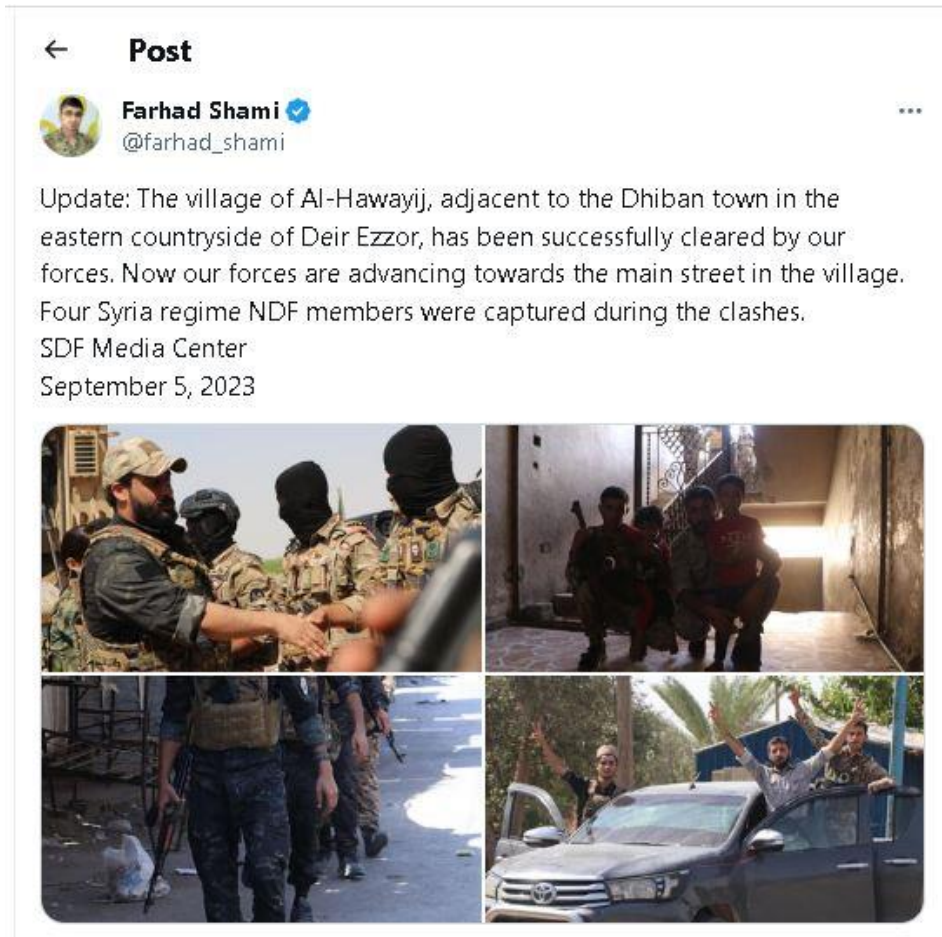 Post
Farhad Shami
@farhad_shami
Update: The village of Al-Hawayij, adjacent to the Dhiban town in the
eastern countryside of Deir Ezzor, has been successfully cleared by our
forces. Now our forces are advancing towards the main street in the village.
Four Syria regime NDF members were captured during the clashes.
SDF Media Center
September 5, 2023